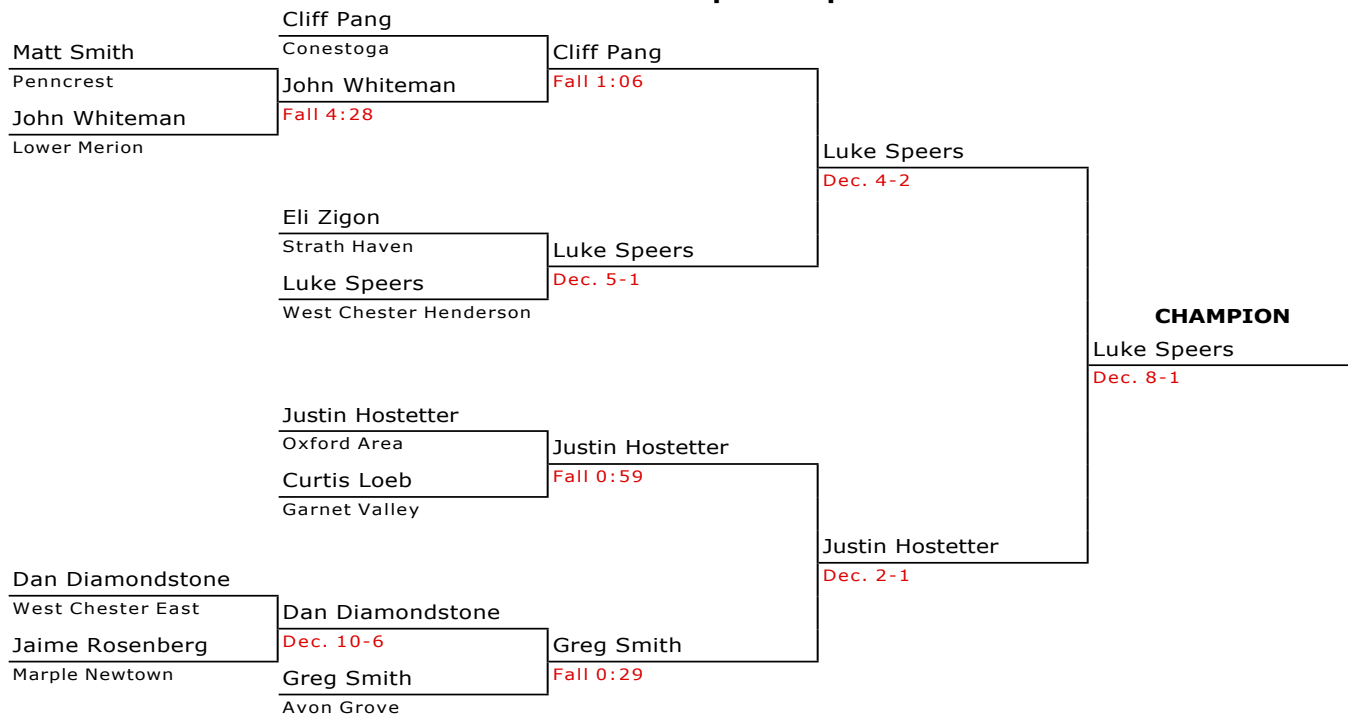 Cliff Pang
Matt Smith
Conestoga
Cliff Pang
Penncrest
John Whiteman
Fall 1:06
John Whiteman
Fall 4:28
Lower Merion
Luke Speers
Dec. 4-2
Eli Zigon
Strath Haven
Luke Speers
Luke Speers
Dec. 5-1
West Chester Henderson
CHAMPION
Luke Speers
Dec. 8-1
Justin Hostetter
Oxford Area
Justin Hostetter
Curtis Loeb
Fall 0:59
Garnet Valley
Justin Hostetter
Dec. 2-1
Dan Diamondstone
West Chester East
Dan Diamondstone
Jaime Rosenberg
Dec. 10-6
Greg Smith
Marple Newtown
Greg Smith
Fall 0:29
Avon Grove